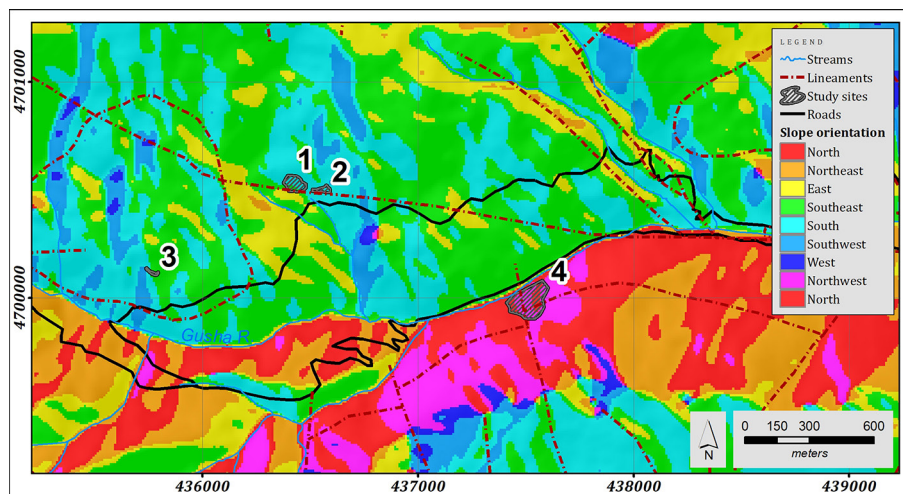 LEGEND
Streams
Lineaments
Study sites
Roads
Slope orientation
North
Northeast
East
Southeast
South
Southwest
West
Northwest
North
4701000
4700000
1
2
3
4
Gusha R.
N
0 150 300 600
meters
436000 437000 438000 439000